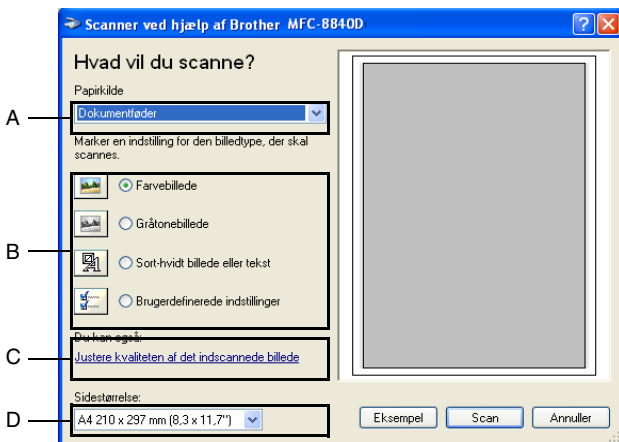 Scanner ved hjælp af Brother MFC-8840D
Hvad vil du scanne?
Papirkilde
A
Dokumentføder
Marker en indstilling for den billedtype, der skal
scannes.
Farvebillede
Gråtonebillede
B
Sort-hvidt billede eller tekst
Brugerdefinerede indstillinger
Du kan også:
C
Justere kvaliteten af det indscannede billede
Sidestørrelse:
D
A4 210 x 297 mm (8,3 x 11,7")
Eksempel
Scan
Annuller